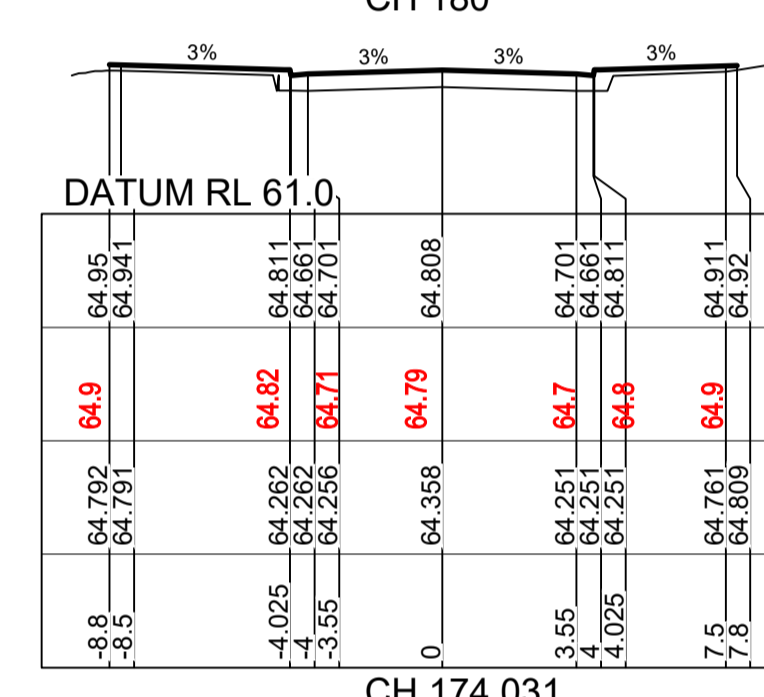 CH 180
3% 3% 3% 3%
DATUM RL 61.0
64.95 64.941 64.811 64.661 64.701 64.808 64.701 64.661 64.811 64.911 64.92
64.9 64.82 64.71 64.79 64.7 64.8 64.9
64.792 64.791 64.262 64.262 64.256 64.358 64.251 64.251 64.251 64.761 64.809
-8.8 -8.5 -4.025 -4 -3.55 0 3.55 4 4.025 7.5 7.8
CH 174.031